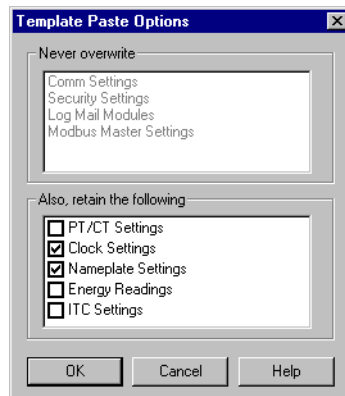 Template Paste Options
Never overwrite
Comm Settings
Security Settings
Log Mail Modules
Modbus Master Settings
Also, retain the following
PT/CT Settings
Clock Settings
Nameplate Settings
Energy Readings
ITC Settings
OK Cancel Help